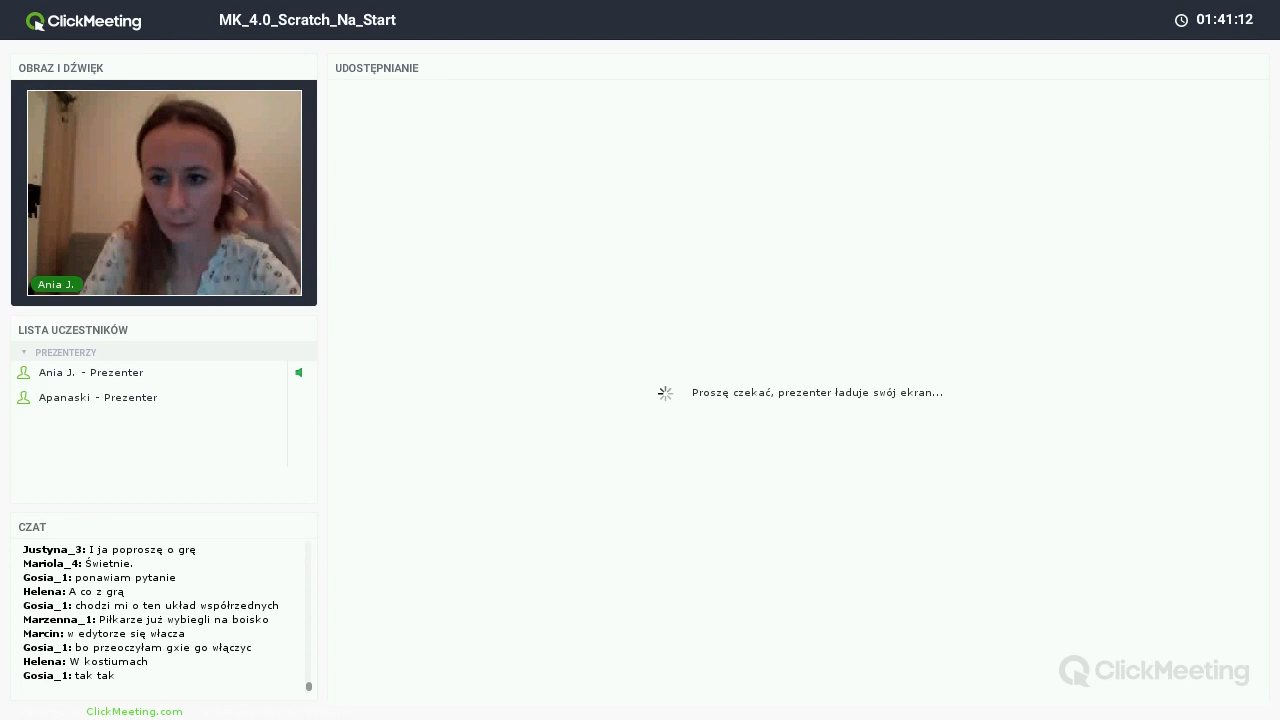 ClickMeeting
MK_4.0_Scratch_Na_Start
01:41:12
OBRAZ I DŹWIĘK
Ania J.
LISTA UCZESTNIKÓW
PREZENTERZY
Ania J. - Prezenter
Apanaski - Prezenter
CZAT
Justyna_3: I ja poproszę o grę
Mariola_4: Świetnie.
Gosia_1: ponawiam pytanie
Helena: A co z grą
Gosia_1: chodzi mi o ten układ współrzednych
Marzenna_1: Piłkarze już wybiegli na boisko
Marcin: w edytorze się włacza
Gosia_1: bo przeoczyłam gxie go włączyc
Helena: W kostiumach
Gosia_1: tak tak
ClickMeeting.com
UDOSTĘPNIANIE
Proszę czekać, prezenter ładuje swój ekran...
ClickMeeting